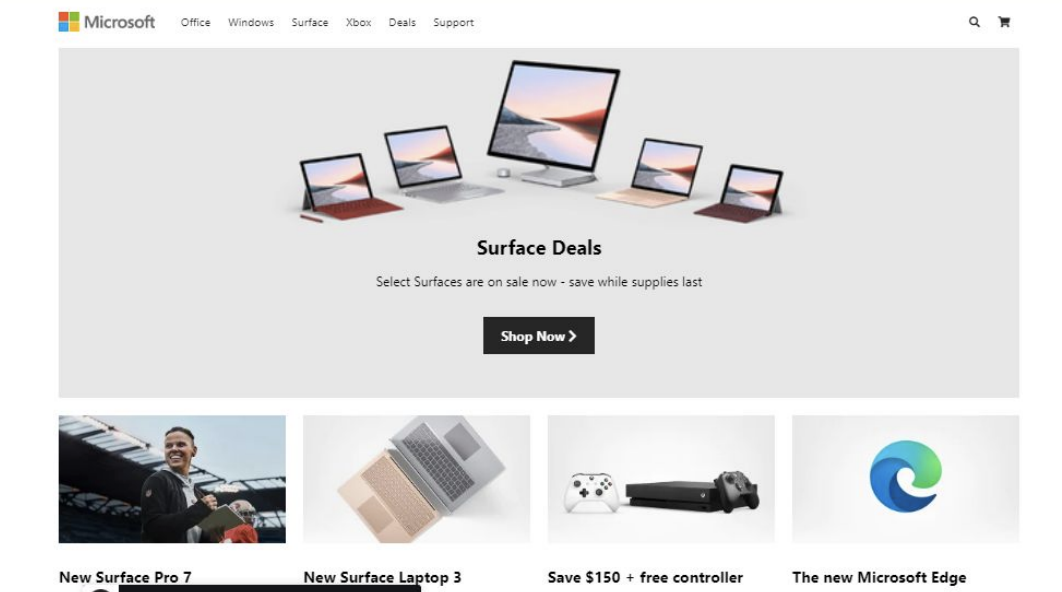 Microsoft Office Windows Surface Xbox Deals Support
Surface Deals
Select Surfaces are on sale now - save while supplies last
Shop Now
New Surface Pro 7
New Surface Laptop 3
Save $150 + free controller
The new Microsoft Edge